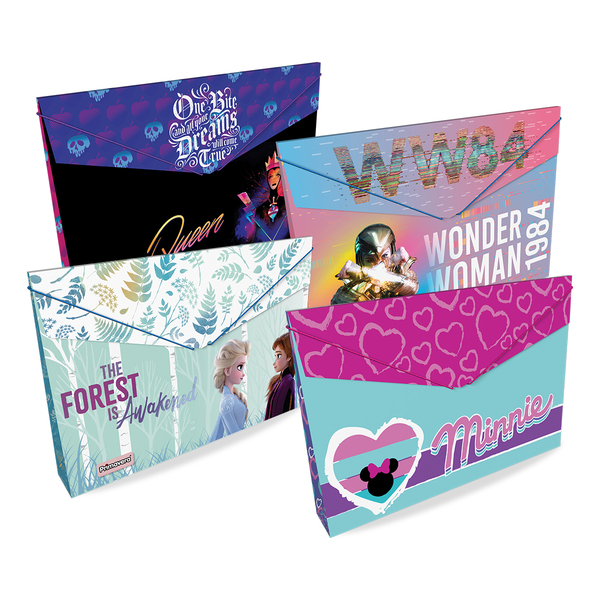 One Bite
and all your
Dreams
will come
True
Queen
WW84
WONDER
WOMAN
1984
THE
FOREST
IS Awakened
Primavera
Minnie